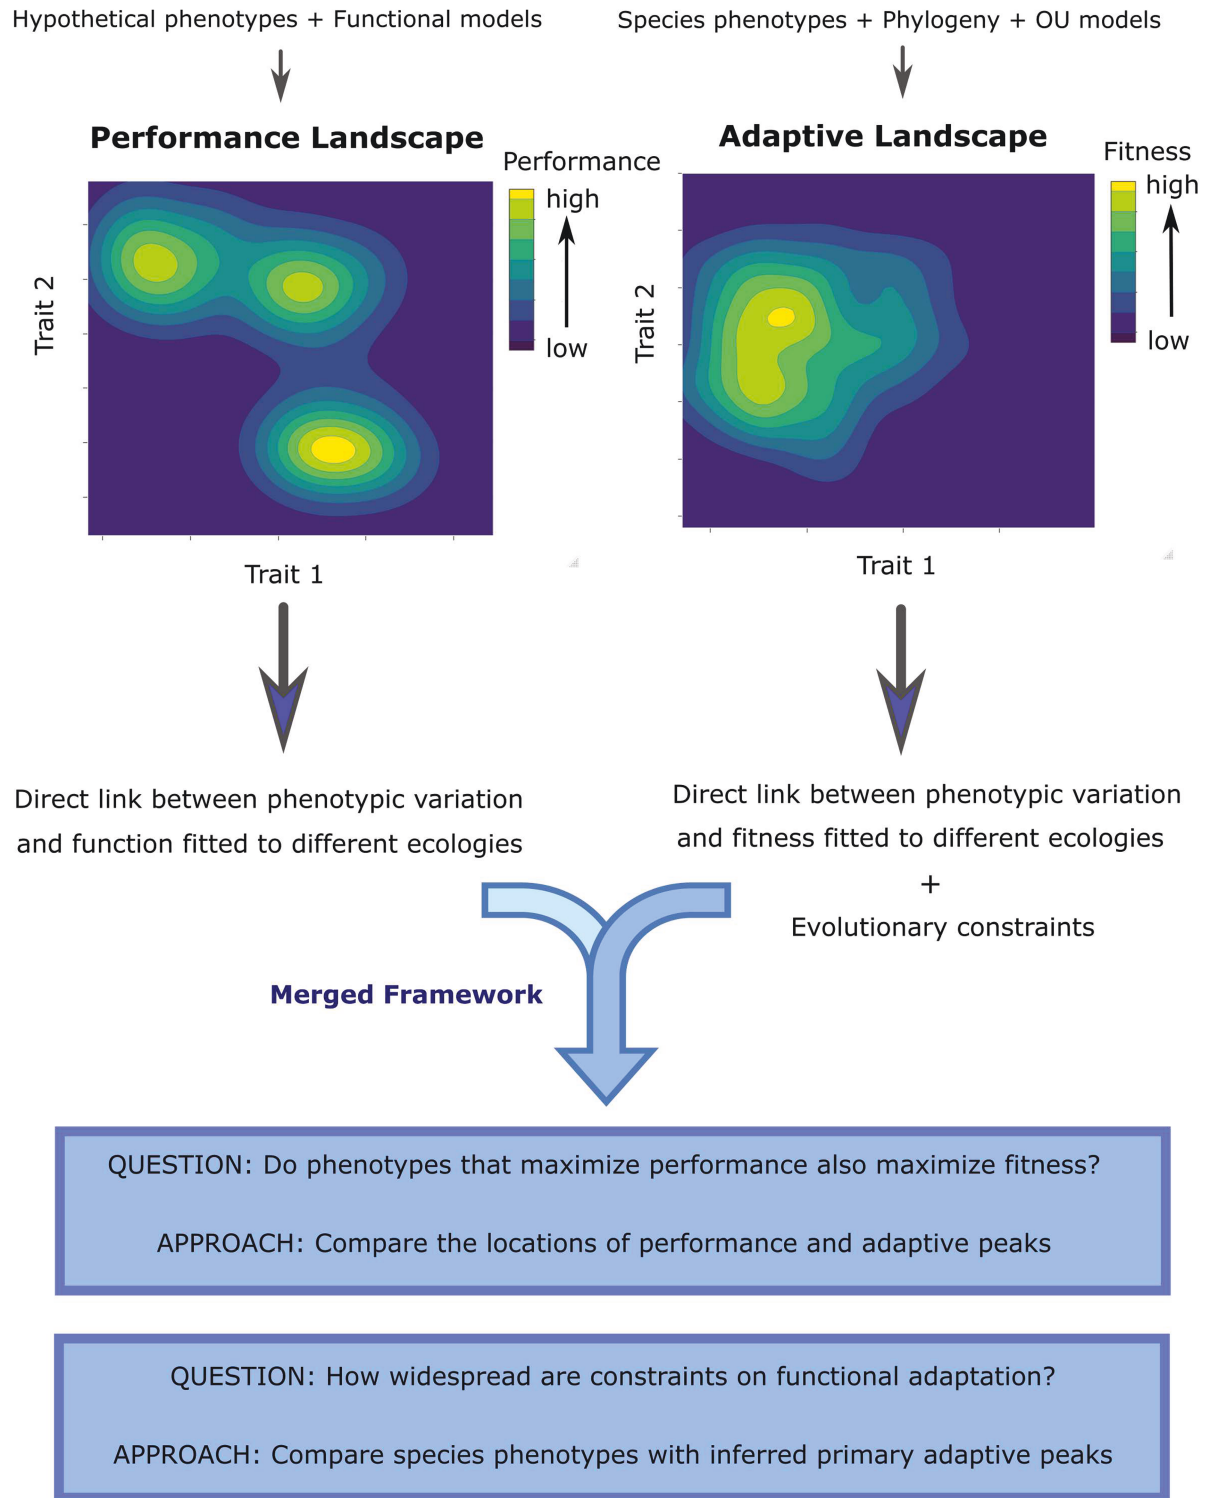 Hypothetical phenotypes + Functional models
Performance Landscape
Performance
high
low
Trait 2
Trait 1
Direct link between phenotypic variation
and function fitted to different ecologies
Species phenotypes + Phylogeny + OU models
Adaptive Landscape
Fitness
high
low
Trait 2
Trait 1
Direct link between phenotypic variation
and fitness fitted to different ecologies
+
Evolutionary constraints
Merged Framework
QUESTION: Do phenotypes that maximize performance also maximize fitness?
APPROACH: Compare the locations of performance and adaptive peaks
QUESTION: How widespread are constraints on functional adaptation?
APPROACH: Compare species phenotypes with inferred primary adaptive peaks